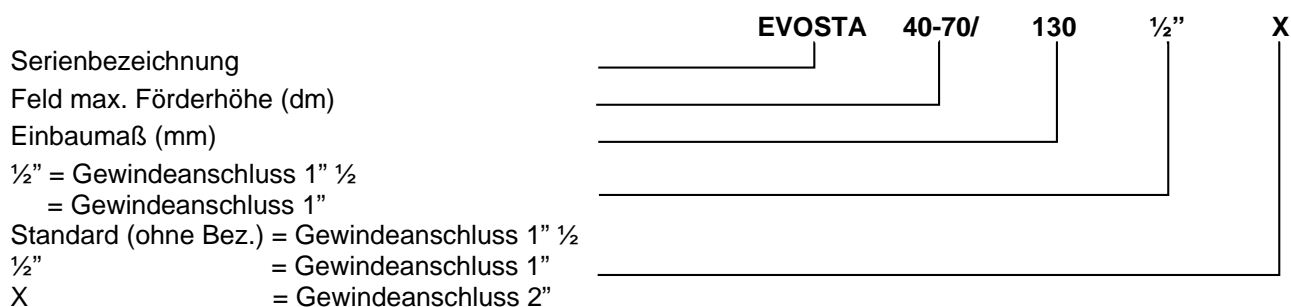 EVOSTA 40-70/ 130 ½” X
Serienbezeichnung
Feld max. Förderhöhe (dm)
Einbaumaß (mm)
½” = Gewindeanschluss 1” ½
= Gewindeanschluss 1”
Standard (ohne Bez.) = Gewindeanschluss 1” ½
½” = Gewindeanschluss 1”
X = Gewindeanschluss 2”